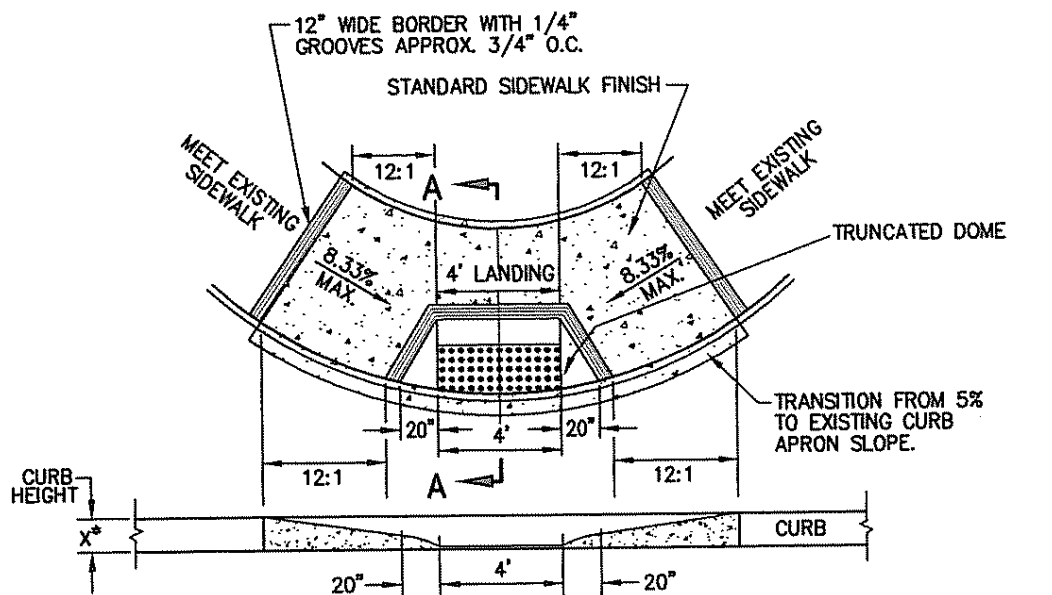 12" WIDE BORDER WITH 1/4"
GROOVES APPROX. 3/4" O.C.
STANDARD SIDEWALK FINISH
MEET EXISTING
SIDEWALK
12:1
A
12:1
MEET EXISTING
SIDEWALK
TRUNCATED DOME
8.33%
MAX.
4' LANDING
8.33%
MAX.
TRANSITION FROM 5%
TO EXISTING CURB
APRON SLOPE.
20"
4'
20"
12:1
A
12:1
CURB
HEIGHT
X*
CURB
20"
4'
20"